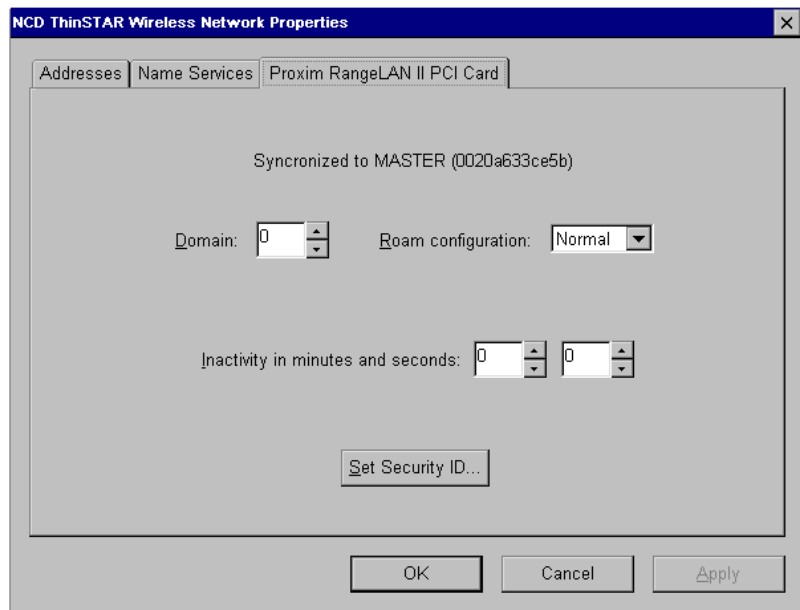 NCD ThinSTAR Wireless Network Properties
Addresses Name Services Proxim RangeLAN II PCI Card
Syncronized to MASTER (0020a633ce5b)
Domain: 0 Roam configuration: Normal
Inactivity in minutes and seconds: 0 0
Set Security ID...
OK Cancel Apply